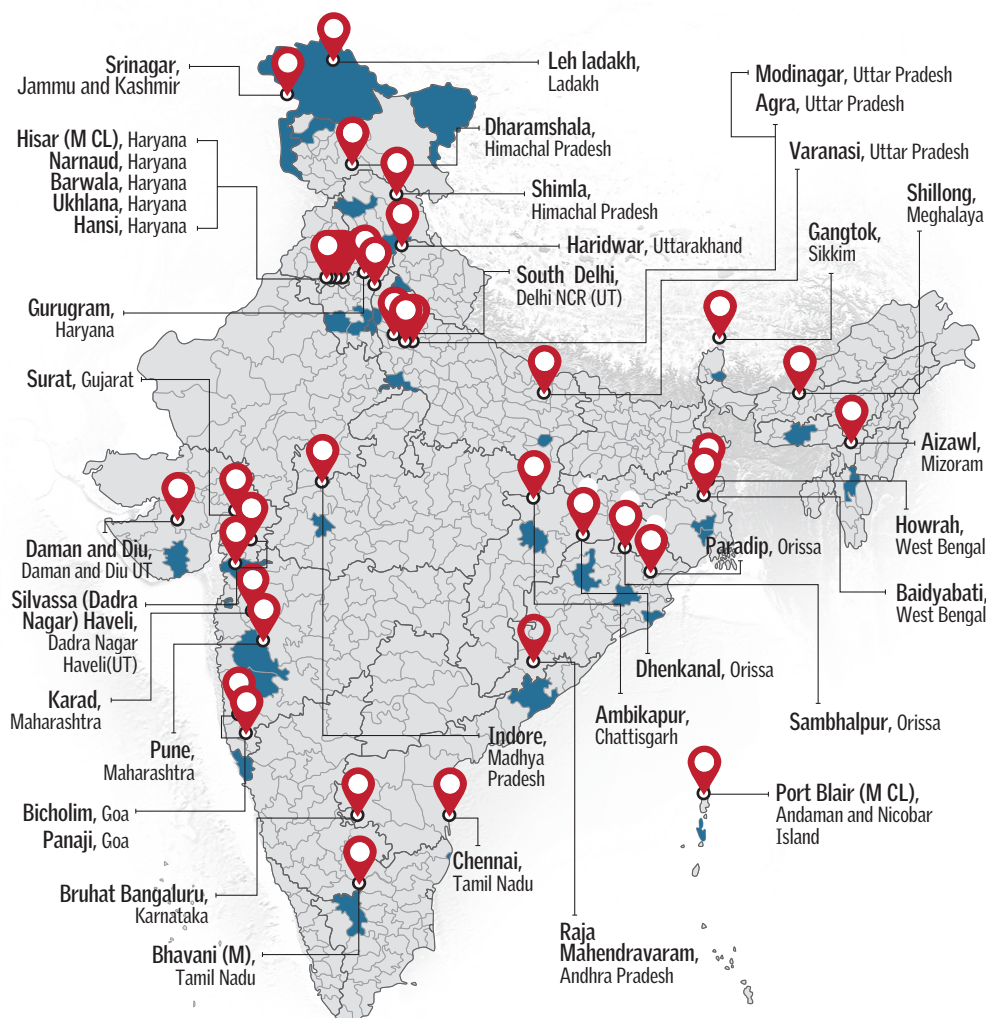 Srinagar,
Jammu and Kashmir
Leh ladakh,
Ladakh
Modinagar, Uttar Pradesh
Agra, Uttar Pradesh
Hisar (M CL), Haryana
Narnaud, Haryana
Barwala, Haryana
Ukhlana, Haryana
Hansi, Haryana
Dharamshala,
Himachal Pradesh
Varanasi, Uttar Pradesh
Shimla,
Himachal Pradesh
Shillong,
Meghalaya
Haridwar, Uttarakhand
Gangtok,
Sikkim
South Delhi,
Delhi NCR (UT)
Gurugram,
Haryana
Surat, Gujarat
Aizawl,
Mizoram
Howrah,
West Bengal
Daman and Diu,
Daman and Diu UT
Paradip, Orissa
Baidyabati,
West Bengal
Silvassa (Dadra
Nagar) Haveli,
Dadra Nagar
Haveli(UT)
Dhenkanal, Orissa
Karad,
Maharashtra
Ambikapur,
Chattisgarh
Sambhalpur, Orissa
Pune,
Maharashtra
Indore,
Madhya
Pradesh
Bicholim, Goa
Panaji, Goa
Port Blair (M CL),
Andaman and Nicobar
Island
Chennai,
Tamil Nadu
Bruhat Bangaluru,
Karnataka
Bhavani (M),
Tamil Nadu
Raja
Mahendravaram,
Andhra Pradesh